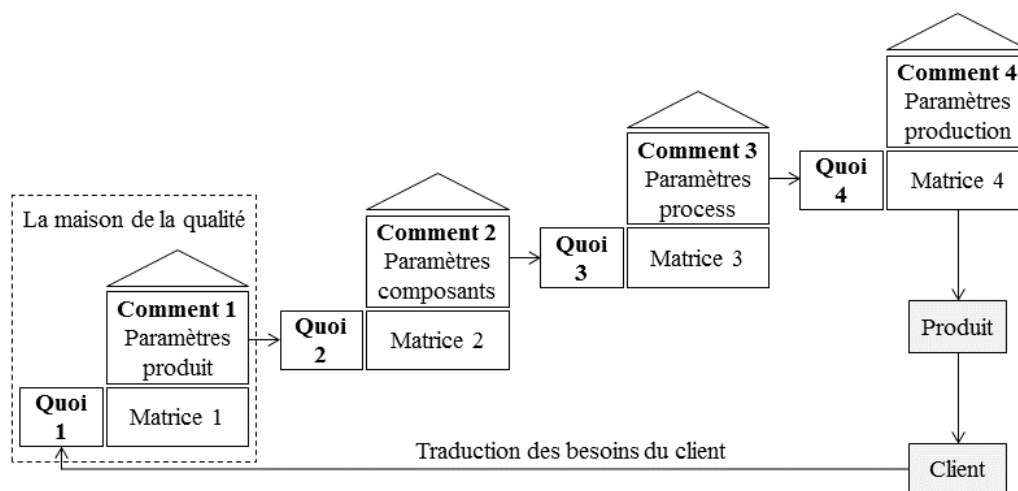 La maison de la qualité
Comment 1
Paramètres
produit
Quoi
1
Matrice 1
Comment 2
Paramètres
composants
Quoi
2
Matrice 2
Comment 3
Paramètres
process
Quoi
3
Matrice 3
Comment 4
Paramètres
production
Quoi
4
Matrice 4
Produit
Client
Traduction des besoins du client